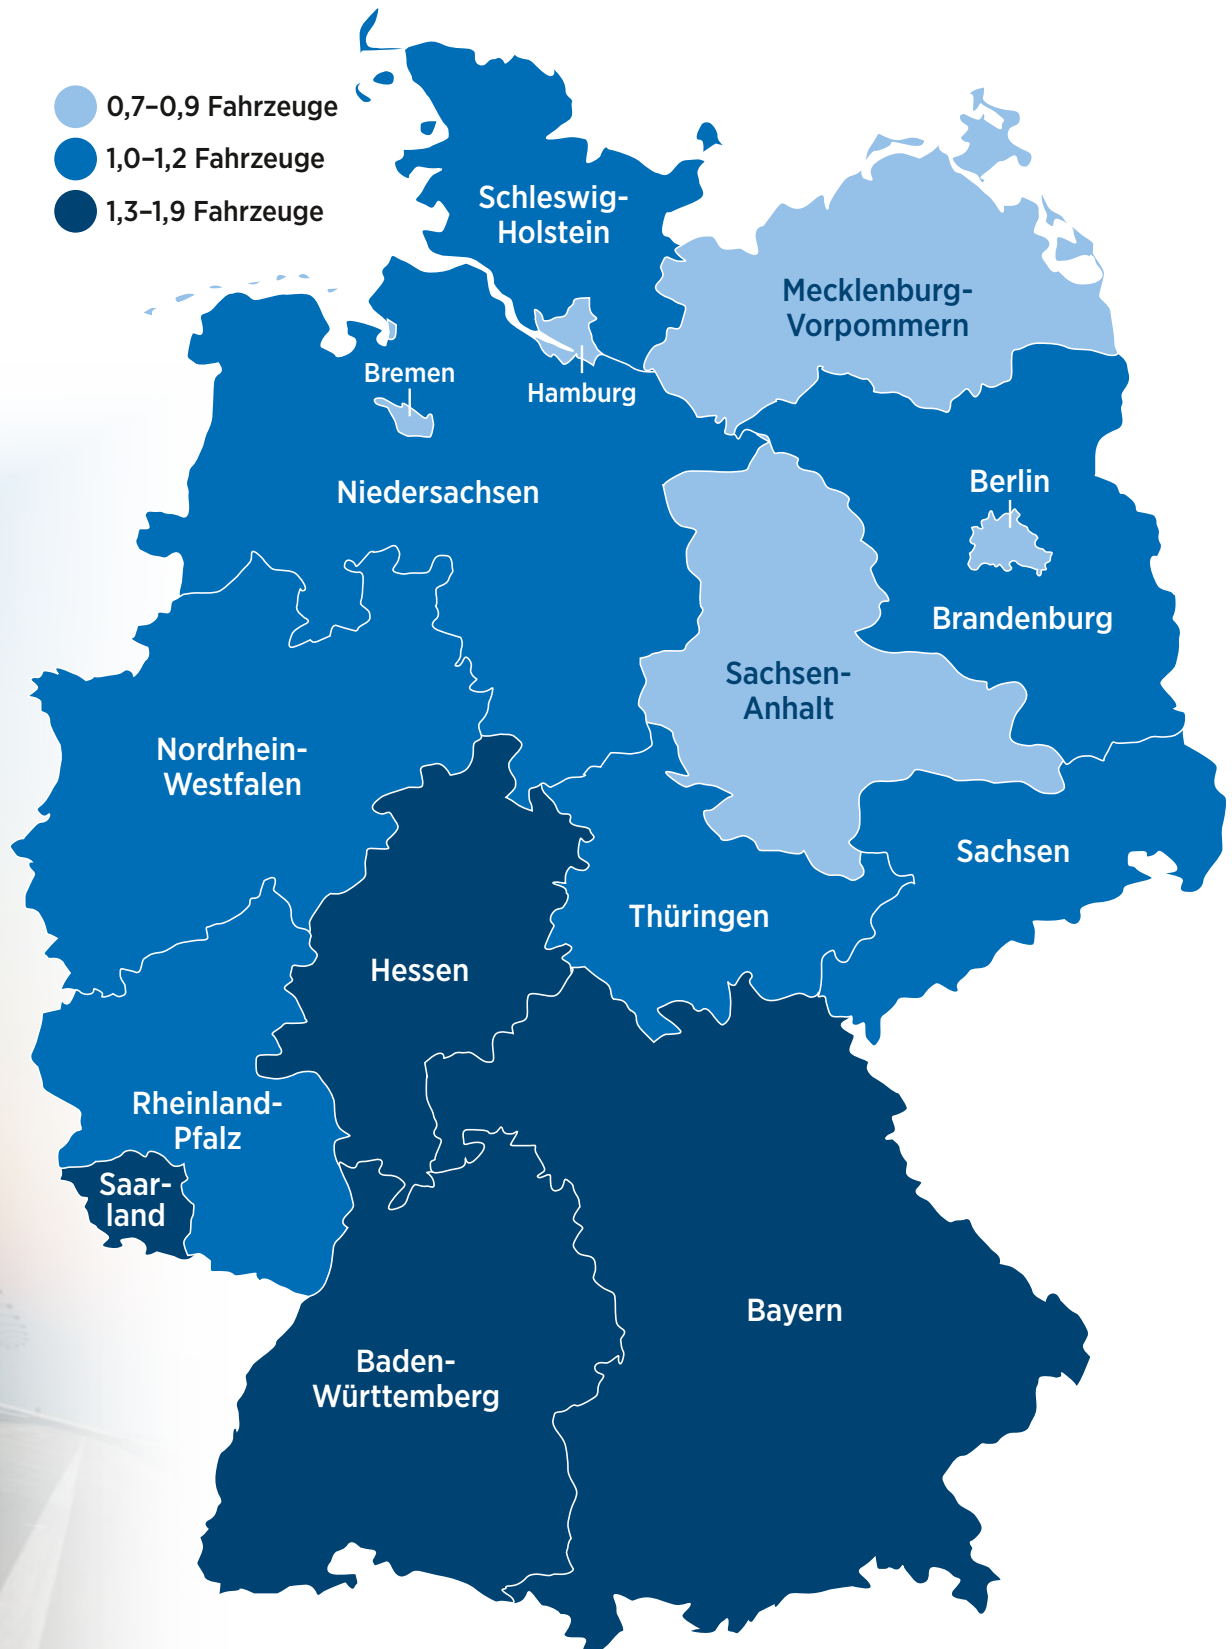 0,7–0,9 Fahrzeuge
1,0–1,2 Fahrzeuge
1,3–1,9 Fahrzeuge
Schleswig-
Holstein
Mecklenburg-
Vorpommern
Bremen
Hamburg
Niedersachsen
Berlin
Brandenburg
Sachsen-
Anhalt
Nordrhein-
Westfalen
Sachsen
Thüringen
Hessen
Rheinland-
Pfalz
Saar-
land
Bayern
Baden-
Württemberg